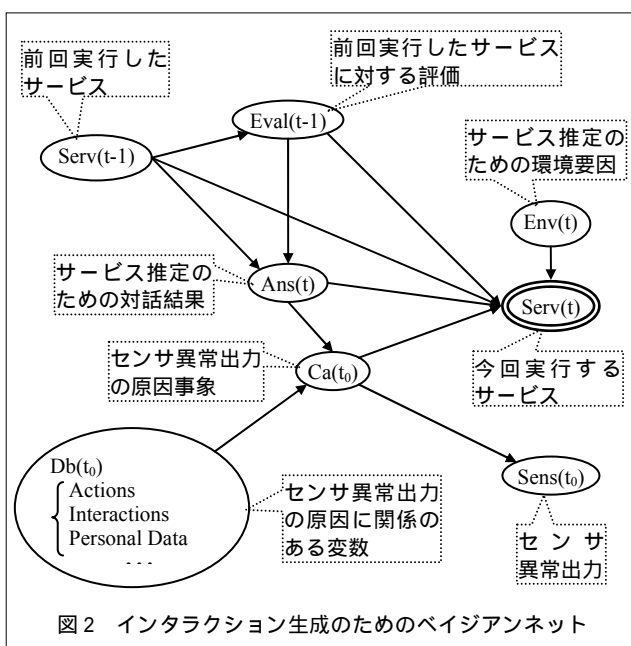 前回実行した
サービス
前回実行したサービス
に対する評価
Eval(t-1)
Serv(t-1)
サービス推定の
ための環境要因
Env(t)
サービス推定の
ための対話結果
Ans(t)
Serv(t)
センサ異常出力
の原因事象
Ca(t₀)
今回実行する
サービス
Db(t₀)
Actions
Interactions
Personal Data
...
センサ異常出力
の原因に関係の
ある変数
Sens(t₀)
センサ
異常出力
図2 インタラクション生成のためのベイジアンネット